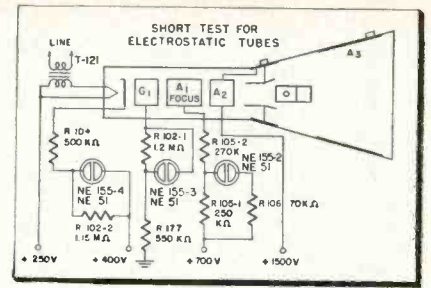 SHORT TEST FOR
ELECTROSTATIC TUBES
LINE
T-121
A3
G1
A1
FOCUS
A2
R 104
500 KΩ
R 102-1
1.2 MΩ
R 105-2
270K
NE 155-4
NE 51
NE 155-3
NE 51
NE 155-2
NE 51
R 102-2
1.15 MΩ
R 177
550 KΩ
R 105-1
250
KΩ
R 106 70KΩ
+ 250V
+ 400V
+ 700V
+ 1500V